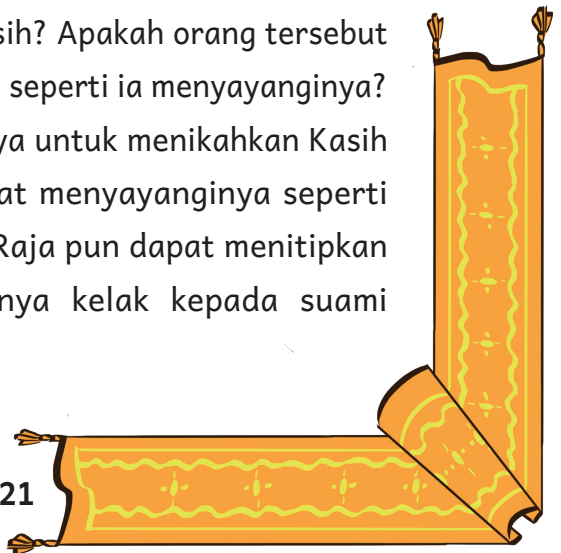 sih? Apakah orang tersebut
seperti ia menyayanginya?
ya untuk menikahkan Kasih
at menyayanginya seperti
Raja pun dapat menitipkan
nya kelak kepada suami
21